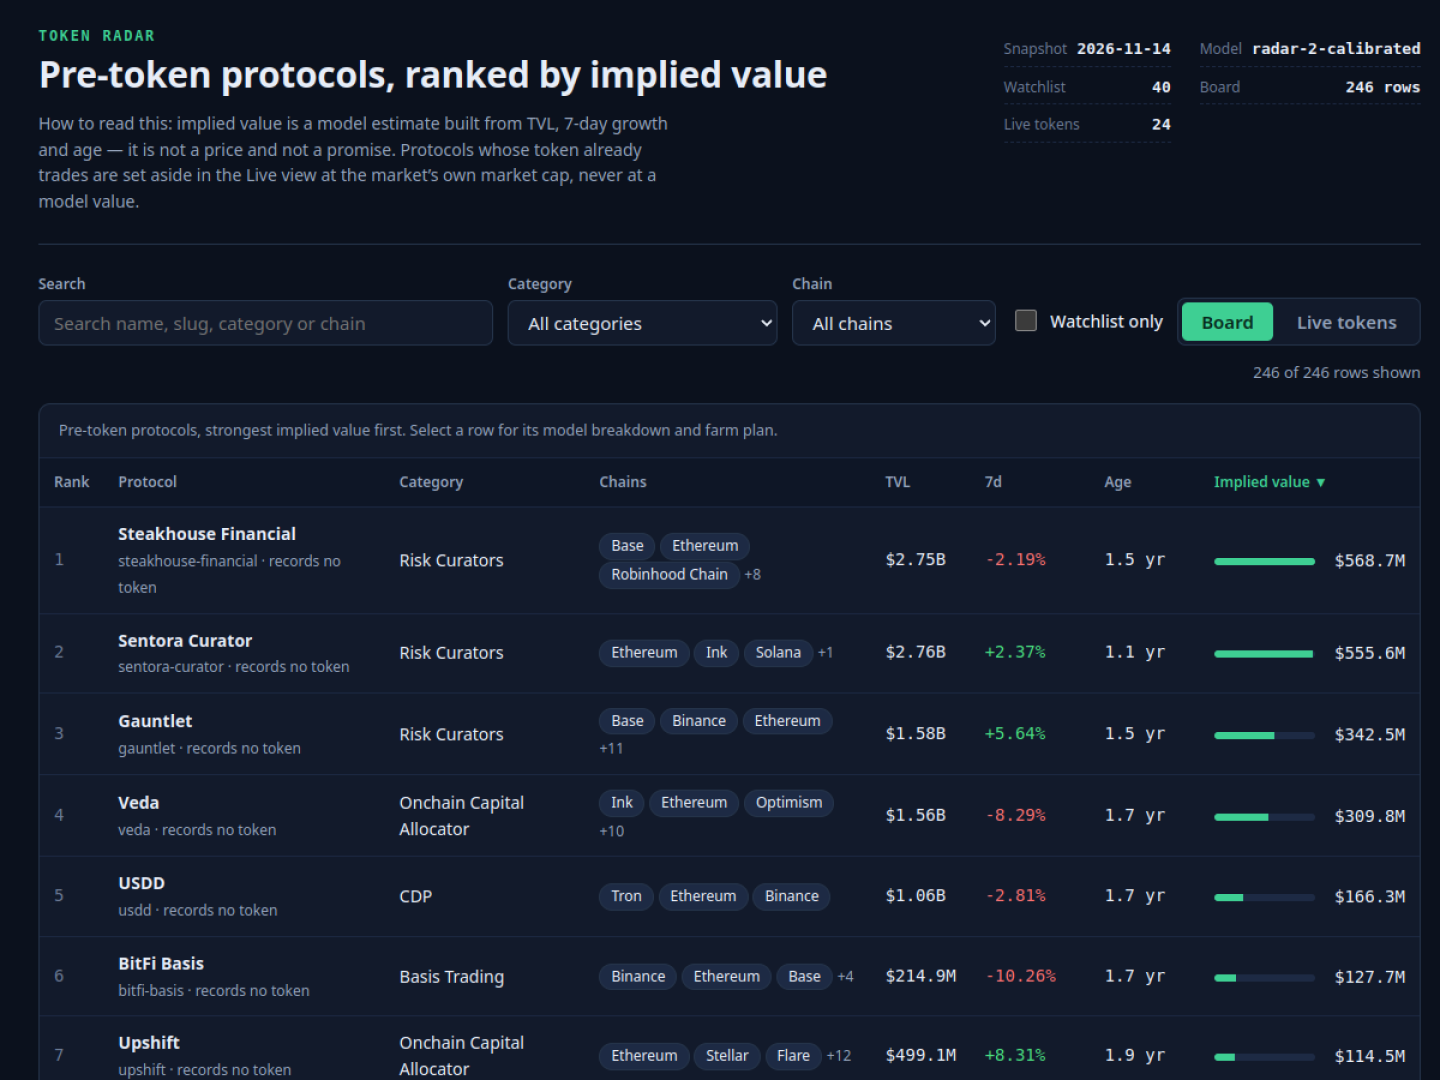 TOKEN RADAR
Pre-token protocols, ranked by implied value
How to read this: implied value is a model estimate built from TVL, 7-day growth
and age — it is not a price and not a promise. Protocols whose token already
trades are set aside in the Live view at the market’s own market cap, never at a
model value.
Snapshot 2026-11-14
Model radar-2-calibrated
Watchlist 40
Board 246 rows
Live tokens 24
Search
Category
Chain
Search name, slug, category or chain
All categories
All chains
Watchlist only
Board
Live tokens
246 of 246 rows shown
Pre-token protocols, strongest implied value first. Select a row for its model breakdown and farm plan.
Rank Protocol Category Chains TVL 7d Age Implied value ▼
1
Steakhouse Financial
steakhouse-financial · records no
token
Risk Curators
Base Ethereum
Robinhood Chain +8
$2.75B
-2.19%
1.5 yr
$568.7M
2
Sentora Curator
sentora-curator · records no token
Risk Curators
Ethereum Ink Solana +1
$2.76B
+2.37%
1.1 yr
$555.6M
3
Gauntlet
gauntlet · records no token
Risk Curators
Base Binance Ethereum
+11
$1.58B
+5.64%
1.5 yr
$342.5M
4
Veda
veda · records no token
Onchain Capital
Allocator
Ink Ethereum Optimism
+10
$1.56B
-8.29%
1.7 yr
$309.8M
5
USDD
usdd · records no token
CDP
Tron Ethereum Binance
$1.06B
-2.81%
1.7 yr
$166.3M
6
BitFi Basis
bitfi-basis · records no token
Basis Trading
Binance Ethereum Base +4
$214.9M
-10.26%
1.7 yr
$127.7M
7
Upshift
upshift · records no token
Onchain Capital
Allocator
Ethereum Stellar Flare +12
$499.1M
+8.31%
1.9 yr
$114.5M